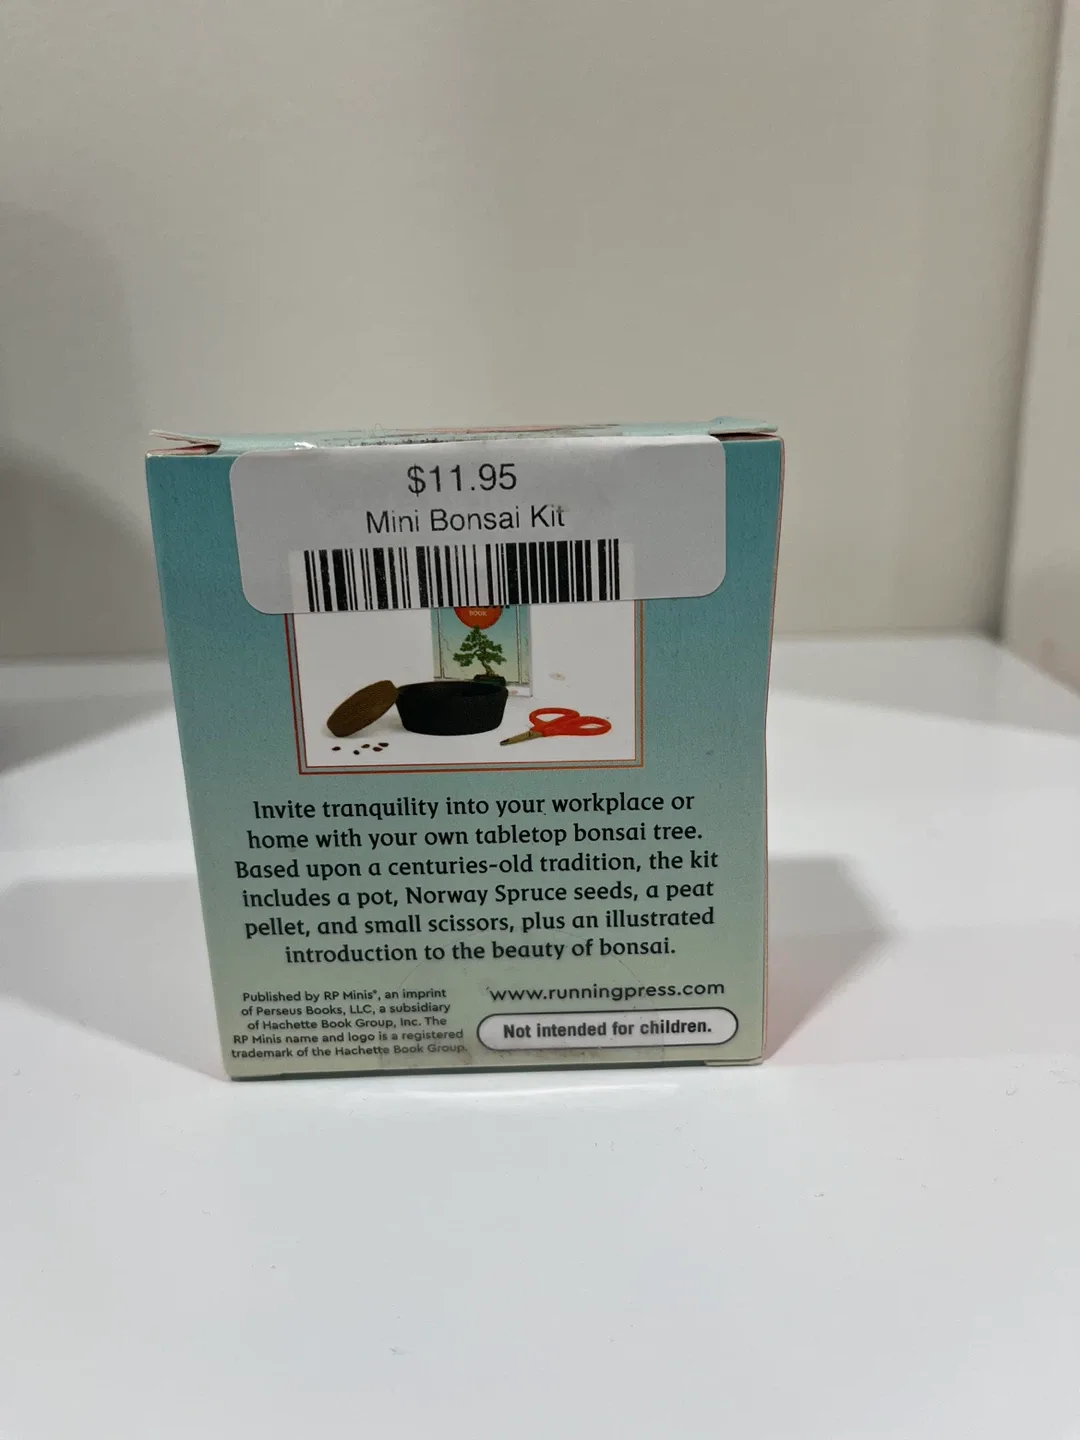 $11.95
Mini Bonsai Kit
BOOK
Invite tranquility into your workplace or
home with your own tabletop bonsai tree.
Based upon a centuries-old tradition, the kit
includes a pot, Norway Spruce seeds, a peat
pellet, and small scissors, plus an illustrated
introduction to the beauty of bonsai.
Published by RP Minis®, an imprint
of Perseus Books, LLC, a subsidiary
of Hachette Book Group, Inc. The
RP Minis name and logo is a registered
trademark of the Hachette Book Group.
www.runningpress.com
Not intended for children.